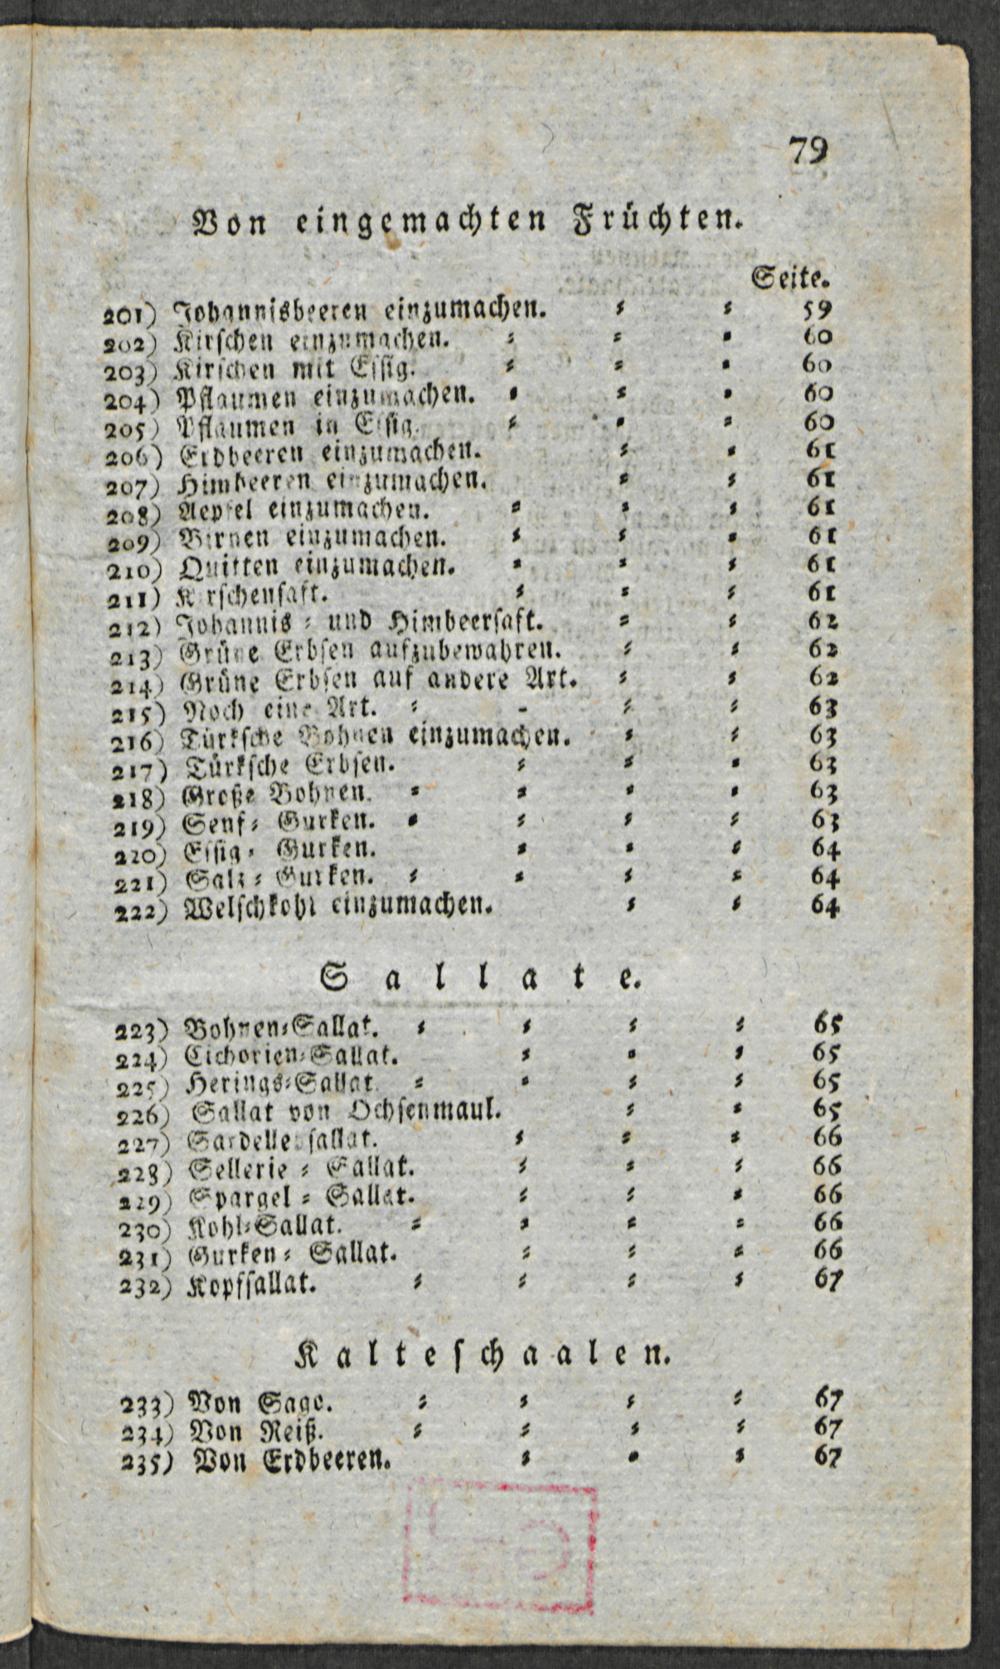 79
Von eingemachten Früchten.
Seite.
201) Johannisbeeren einzumachen. 59
202) Kirschen einzumachen. 60
203) Kirschen mit Essig. 60
204) Pflaumen einzumachen. 60
205) Pflaumen in Essig. 60
206) Erdbeeren einzumachen. 61
207) Himbeeren einzumachen. 61
208) Aepfel einzumachen. 61
209) Birnen einzumachen. 61
210) Quitten einzumachen. 61
211) Kirschensaft. 61
212) Johannis- und Himbeersaft. 62
213) Grüne Erbsen aufzubewahren. 62
214) Grüne Erbsen auf andere Art. 62
215) Noch eine Art. 63
216) Türksche Bohnen einzumachen. 63
217) Türksche Erbsen. 63
218) Große Bohnen. 63
219) Senf-Gurken. 63
220) Essig-Gurken. 64
221) Salz-Gurken. 64
222) Welschkohl einzumachen. 64
Sallate.
223) Bohnen-Sallat. 65
224) Cichorien-Sallat. 65
225) Herings-Sallat. 65
226) Sallat von Ochsenmaul. 65
227) Sardellensallat. 66
228) Sellerie-Sallat. 66
229) Spargel-Sallat. 66
230) Kohl-Sallat. 66
231) Gurken-Sallat. 66
232) Kopfsallat. 67
Kalteschaalen.
233) Von Sago. 67
234) Von Reiß. 67
235) Von Erdbeeren. 67